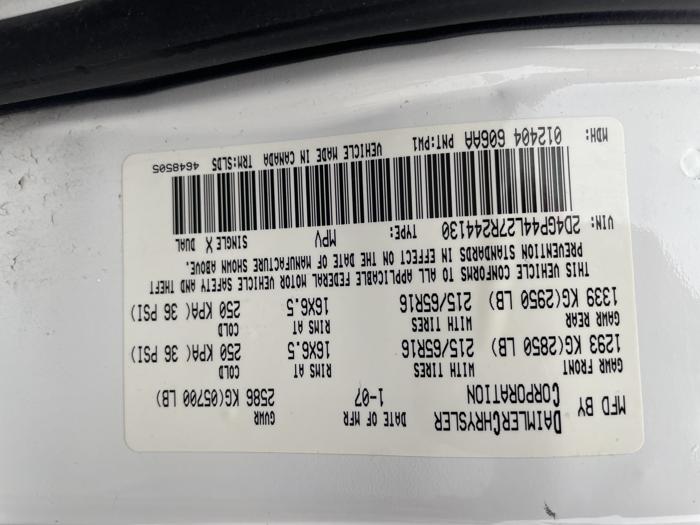 MFD BY DAIMLERCHRYSLER CORPORATION
DATE OF MFR 1-07
GVWR 2586 KG(05700 LB)
GAWR FRONT WITH TIRES RIMS AT COLD
1293 KG(2850 LB) 215/65R16 16X6.5 250 KPA( 36 PSI)
GAWR REAR WITH TIRES RIMS AT COLD
1339 KG(2950 LB) 215/65R16 16X6.5 250 KPA( 36 PSI)
THIS VEHICLE CONFORMS TO ALL APPLICABLE FEDERAL MOTOR VEHICLE SAFETY AND THEFT
PREVENTION STANDARDS IN EFFECT ON THE DATE OF MANUFACTURE SHOWN ABOVE.
VIN: 2D4GP44L27R244130 TYPE: MPV SINGLE X DUAL
MDH: 012404 606AA PNT:PW1 VEHICLE MADE IN CANADA TRM:SLD5 4648505